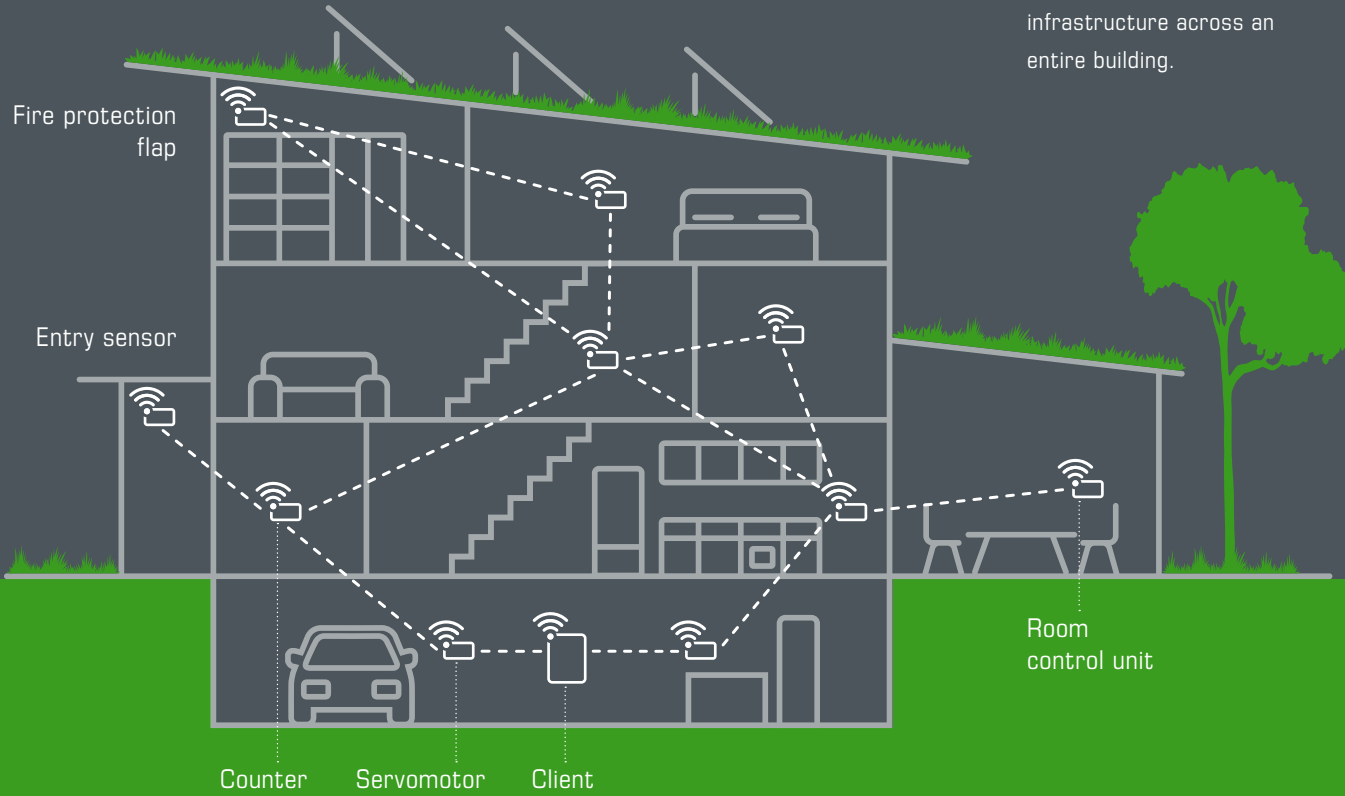 infrastructure across an
entire building.
Fire protection
flap
Entry sensor
Room
control unit
Counter
Servomotor
Client